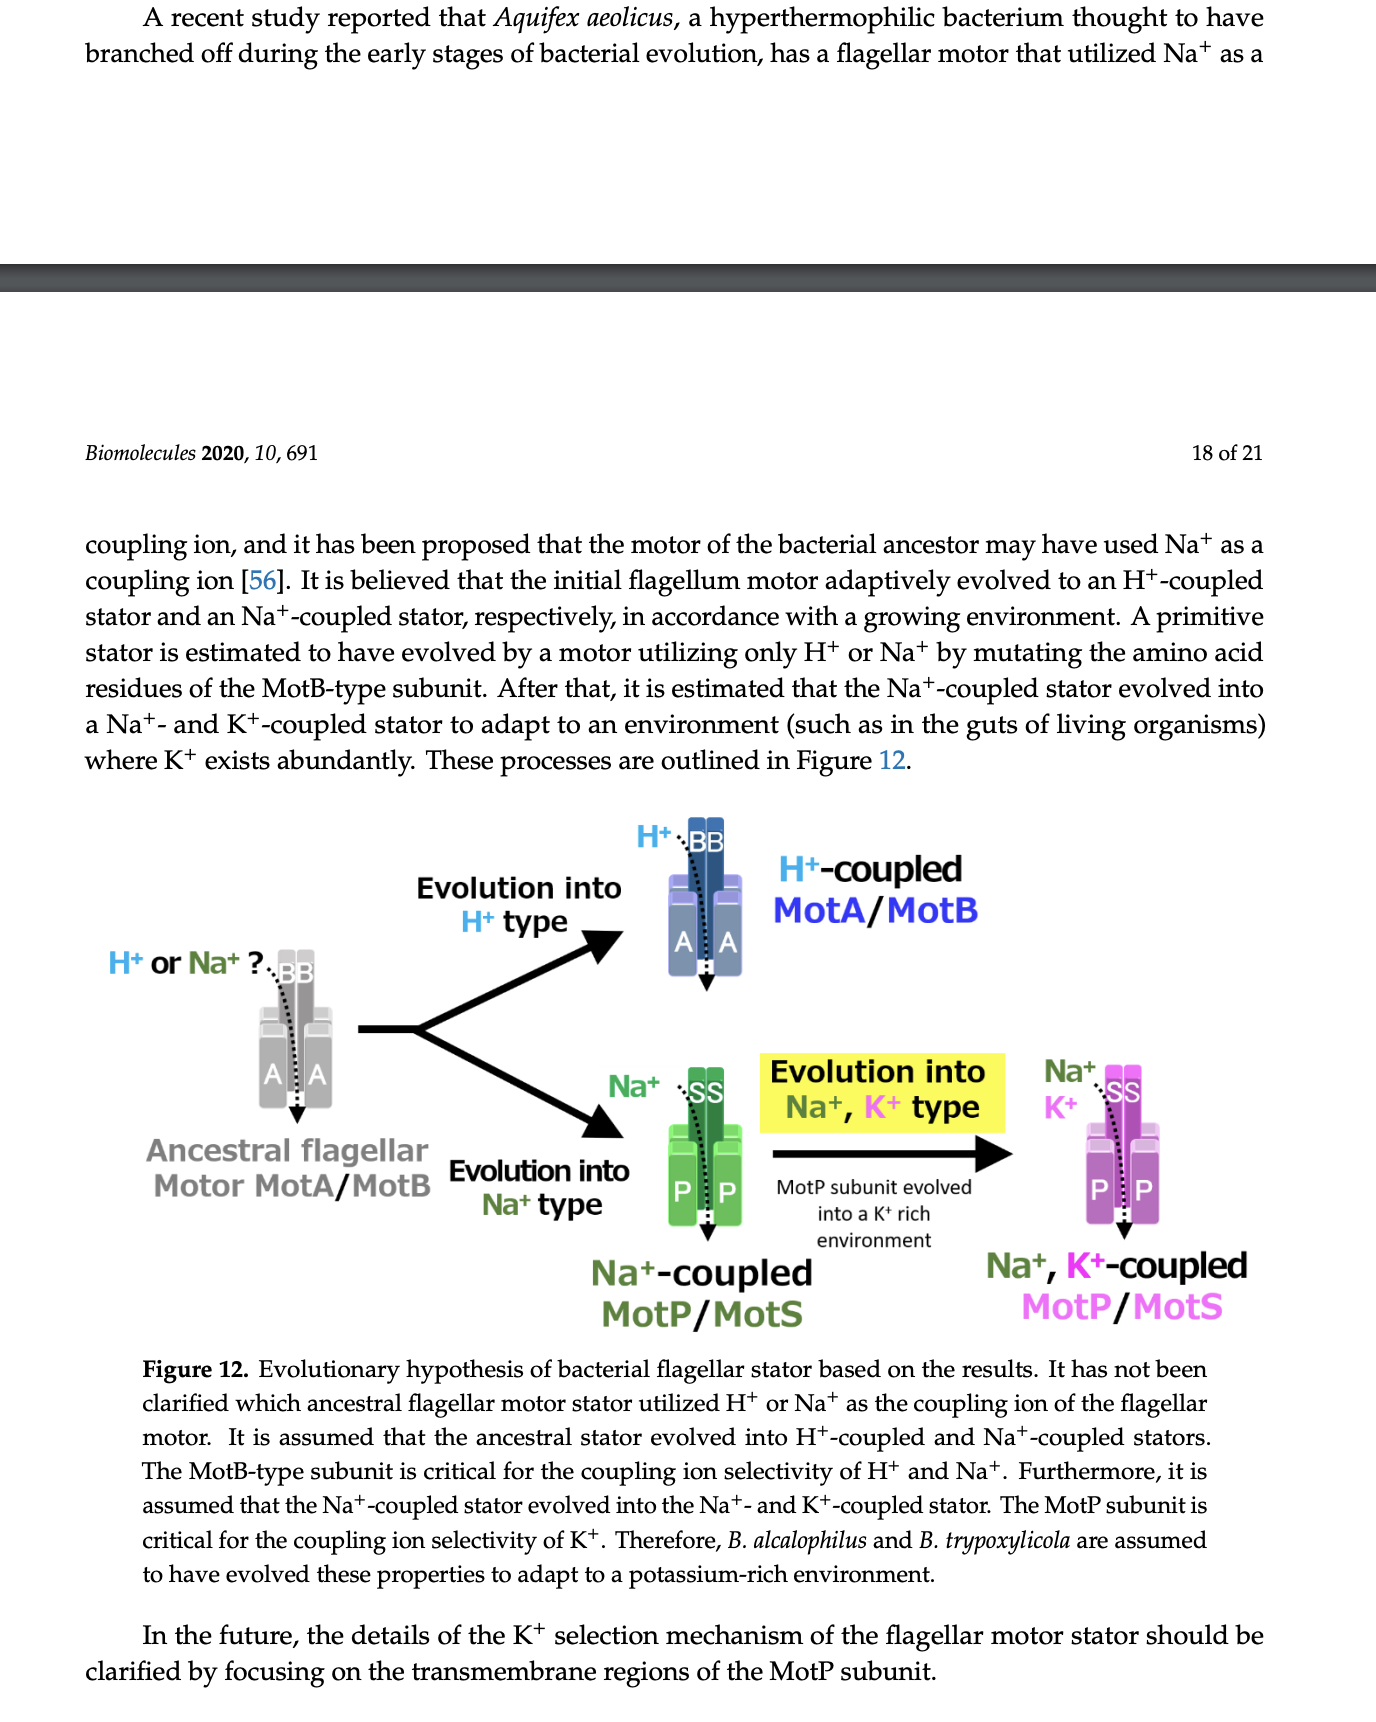 A recent study reported that Aquifex aeolicus, a hyperthermophilic bacterium thought to have
branched off during the early stages of bacterial evolution, has a flagellar motor that utilized Na⁺ as a
Biomolecules 2020, 10, 691
18 of 21
coupling ion, and it has been proposed that the motor of the bacterial ancestor may have used Na⁺ as a
coupling ion [56]. It is believed that the initial flagellum motor adaptively evolved to an H⁺-coupled
stator and an Na⁺-coupled stator, respectively, in accordance with a growing environment. A primitive
stator is estimated to have evolved by a motor utilizing only H⁺ or Na⁺ by mutating the amino acid
residues of the MotB-type subunit. After that, it is estimated that the Na⁺-coupled stator evolved into
a Na⁺- and K⁺-coupled stator to adapt to an environment (such as in the guts of living organisms)
where K⁺ exists abundantly. These processes are outlined in Figure 12.
H⁺ or Na⁺ ?
BB
A A
Ancestral flagellar
Motor MotA/MotB
Evolution into
H⁺ type
H⁺
BB
A A
H⁺-coupled
MotA/MotB
Evolution into
Na⁺ type
Na⁺
SS
P P
Na⁺-coupled
MotP/MotS
Evolution into
Na⁺, K⁺ type
MotP subunit evolved
into a K⁺ rich
environment
Na⁺
K⁺
SS
P P
Na⁺, K⁺-coupled
MotP/MotS
Figure 12. Evolutionary hypothesis of bacterial flagellar stator based on the results. It has not been
clarified which ancestral flagellar motor stator utilized H⁺ or Na⁺ as the coupling ion of the flagellar
motor. It is assumed that the ancestral stator evolved into H⁺-coupled and Na⁺-coupled stators.
The MotB-type subunit is critical for the coupling ion selectivity of H⁺ and Na⁺. Furthermore, it is
assumed that the Na⁺-coupled stator evolved into the Na⁺- and K⁺-coupled stator. The MotP subunit is
critical for the coupling ion selectivity of K⁺. Therefore, B. alcalophilus and B. trypoxylicola are assumed
to have evolved these properties to adapt to a potassium-rich environment.
In the future, the details of the K⁺ selection mechanism of the flagellar motor stator should be
clarified by focusing on the transmembrane regions of the MotP subunit.